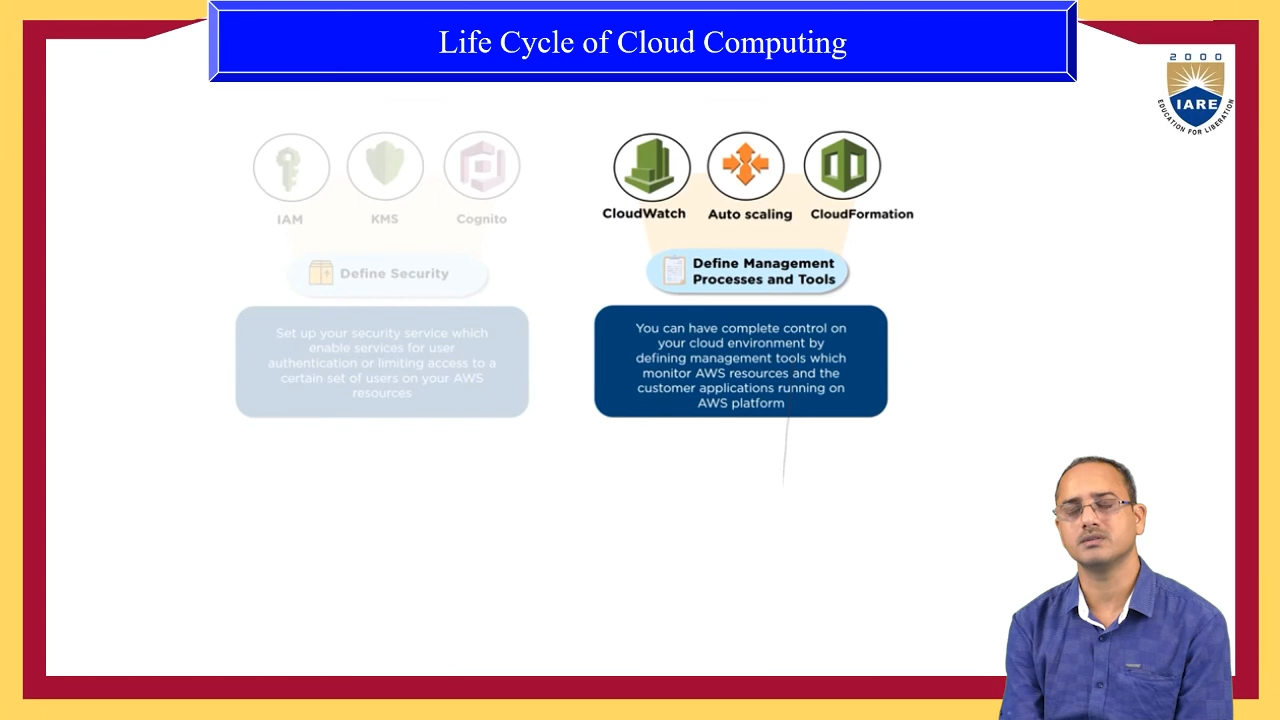 Life Cycle of Cloud Computing
2000
IARE
EDUCATION FOR LIBERATION
IAM
KMS
Cognito
CloudWatch
Auto scaling
CloudFormation
Define Security
Define Management
Processes and Tools
Set up your security service which
enable services for user
authentication or limiting access to a
certain set of users on your AWS
resources
You can have complete control on
your cloud environment by
defining management tools which
monitor AWS resources and the
customer applications running on
AWS platform